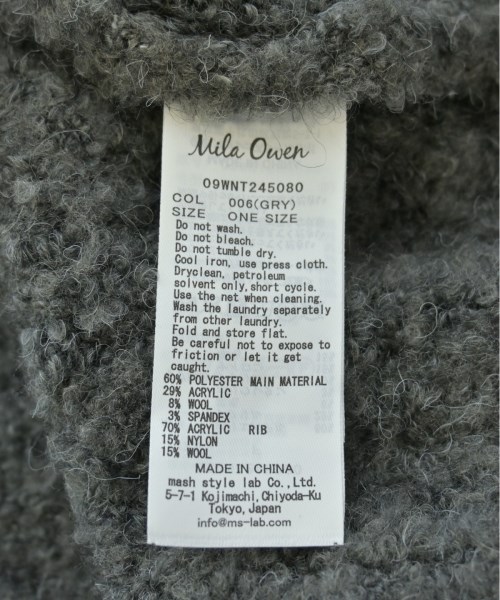 Mila Owen
09WNT245080
COL 006(GRY)
SIZE ONE SIZE
Do not wash.
Do not bleach.
Do not tumble dry.
Cool iron, use press cloth.
Dryclean, petroleum
solvent only, short cycle.
Use the net when cleaning.
Wash the laundry separately
from other laundry.
Fold and store flat.
Be careful not to expose to
friction or let it get
caught.
60% POLYESTER MAIN MATERIAL
29% ACRYLIC
8% WOOL
3% SPANDEX
70% ACRYLIC RIB
15% NYLON
15% WOOL
MADE IN CHINA
mash style lab Co., Ltd.
5-7-1 Kojimachi, Chiyoda-Ku
Tokyo, Japan
info@ms-lab.com